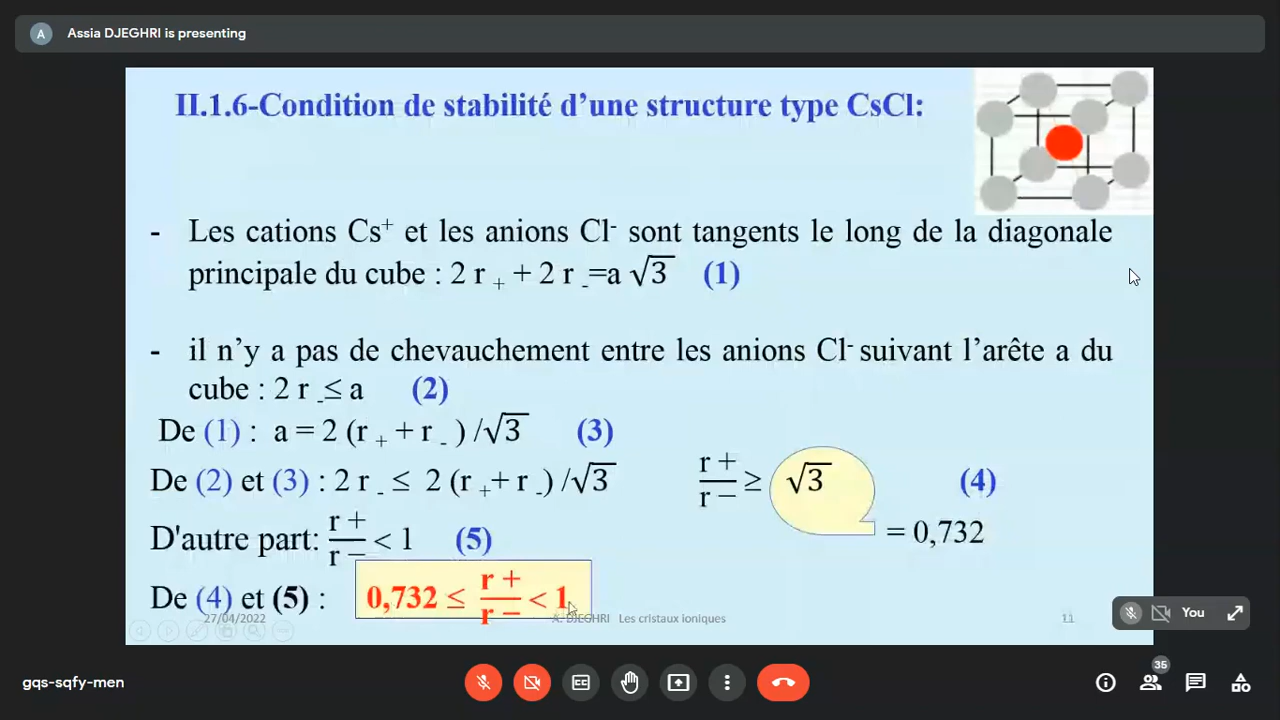 A Assia DJEGHRI is presenting
II.1.6-Condition de stabilité d'une structure type CsCl:
- Les cations Cs⁺ et les anions Cl⁻ sont tangents le long de la diagonale
principale du cube : 2 r ₊ + 2 r ₋=a √3 (1)
- il n'y a pas de chevauchement entre les anions Cl⁻ suivant l'arête a du
cube : 2 r ₋≤ a (2)
De (1) : a = 2 (r ₊ + r ₋ ) /√3 (3)
De (2) et (3) : 2 r ₋ ≤ 2 (r ₊+ r ₋) /√3 r + / r − ≥ √3 (4)
= 0,732
D'autre part: r + / r − < 1 (5)
De (4) et (5) : 0,732 ≤ r + / r − < 1
27/04/2022 A. DJEGHRI Les cristaux ioniques 11
You
gqs-sqfy-men 35